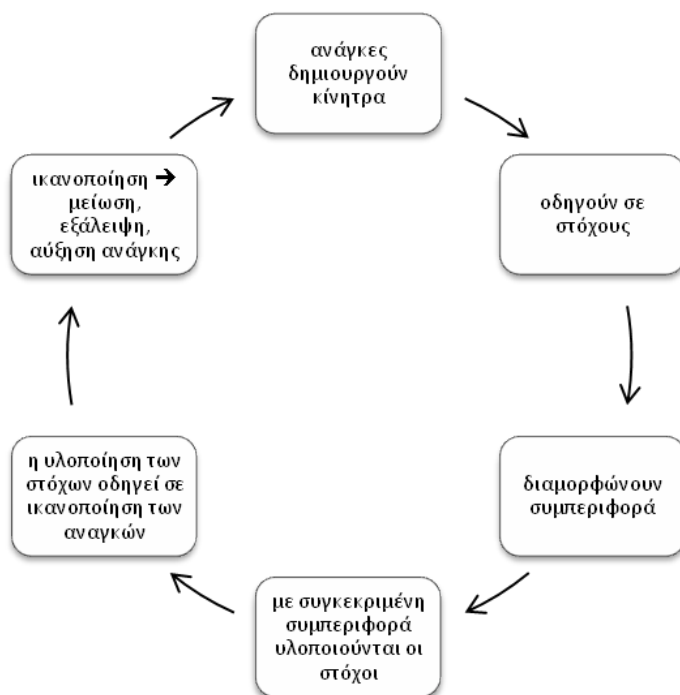 ανάγκες
δημιουργούν
κίνητρα
οδηγούν σε
στόχους
διαμορφώνουν
συμπεριφορά
με συγκεκριμένη
συμπεριφορά
υλοποιούνται οι
στόχοι
η υλοποίηση των
στόχων οδηγεί σε
ικανοποίηση των
αναγκών
ικανοποίηση ➔
μείωση,
εξάλειψη,
αύξηση ανάγκης